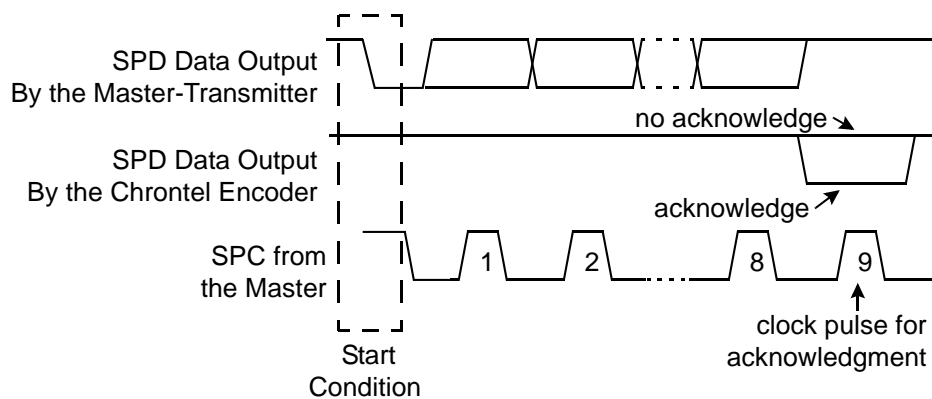 SPD Data Output
By the Master-Transmitter
no acknowledge
SPD Data Output
By the Chrontel Encoder
acknowledge
SPC from
the Master
1
2
8
9
clock pulse for
acknowledgment
Start
Condition